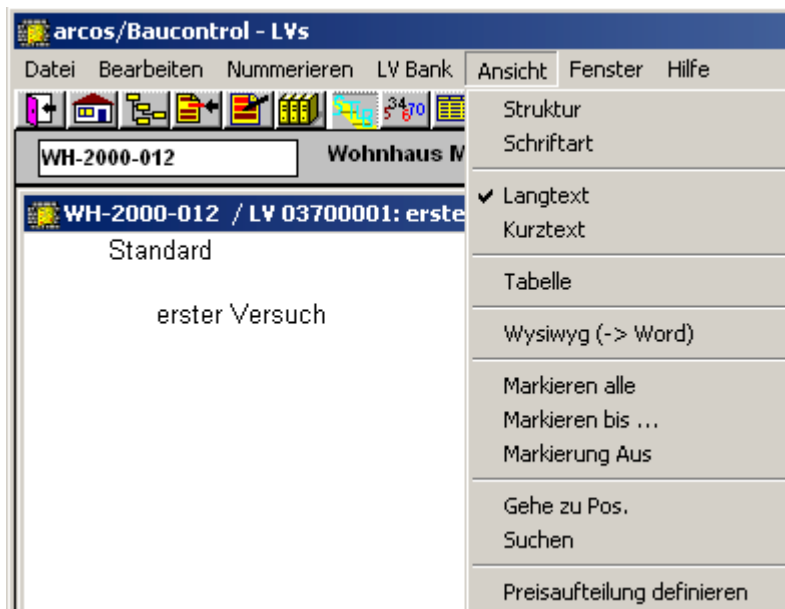 arcos/Baucontrol - LVs
Datei Bearbeiten Nummerieren LV Bank Ansicht Fenster Hilfe
WH-2000-012 Wohnhaus M
WH-2000-012 / LV 03700001: erste
Standard
erster Versuch
Struktur
Schriftart
Langtext
Kurztext
Tabelle
Wysiwyg (-> Word)
Markieren alle
Markieren bis ...
Markierung Aus
Gehe zu Pos.
Suchen
Preisaufteilung definieren